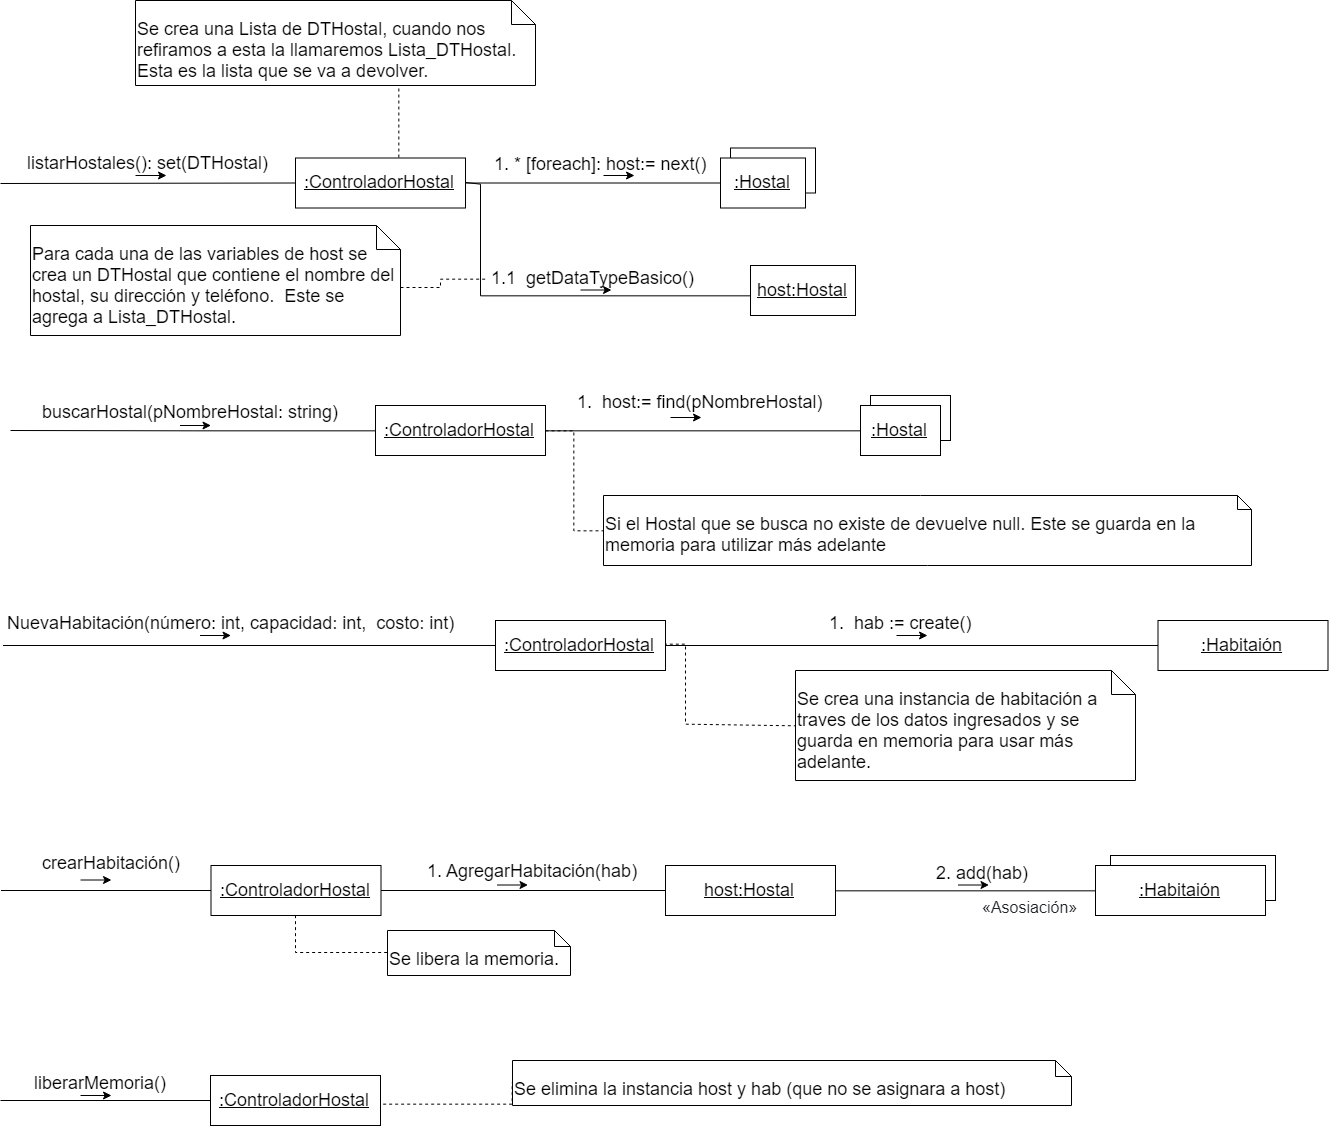 Se crea una Lista de DTHostal, cuando nos
refiramos a esta la llamaremos Lista_DTHostal.
Esta es la lista que se va a devolver.
listarHostales(): set(DTHostal)
:ControladorHostal
1. * [foreach]: host:= next()
:Hostal
Para cada una de las variables de host se
crea un DTHostal que contiene el nombre del
hostal, su dirección y teléfono.  Este se
agrega a Lista_DTHostal.
1.1  getDataTypeBasico()
host:Hostal
buscarHostal(pNombreHostal: string)
:ControladorHostal
1.  host:= find(pNombreHostal)
:Hostal
Si el Hostal que se busca no existe de devuelve null. Este se guarda en la
memoria para utilizar más adelante
NuevaHabitación(número: int, capacidad: int,  costo: int)
:ControladorHostal
1.  hab := create()
:Habitaión
Se crea una instancia de habitación a
traves de los datos ingresados y se
guarda en memoria para usar más
adelante.
crearHabitación()
:ControladorHostal
1. AgregarHabitación(hab)
host:Hostal
2. add(hab)
«Asosiación»
:Habitaión
Se libera la memoria.
liberarMemoria()
:ControladorHostal
Se elimina la instancia host y hab (que no se asignara a host)